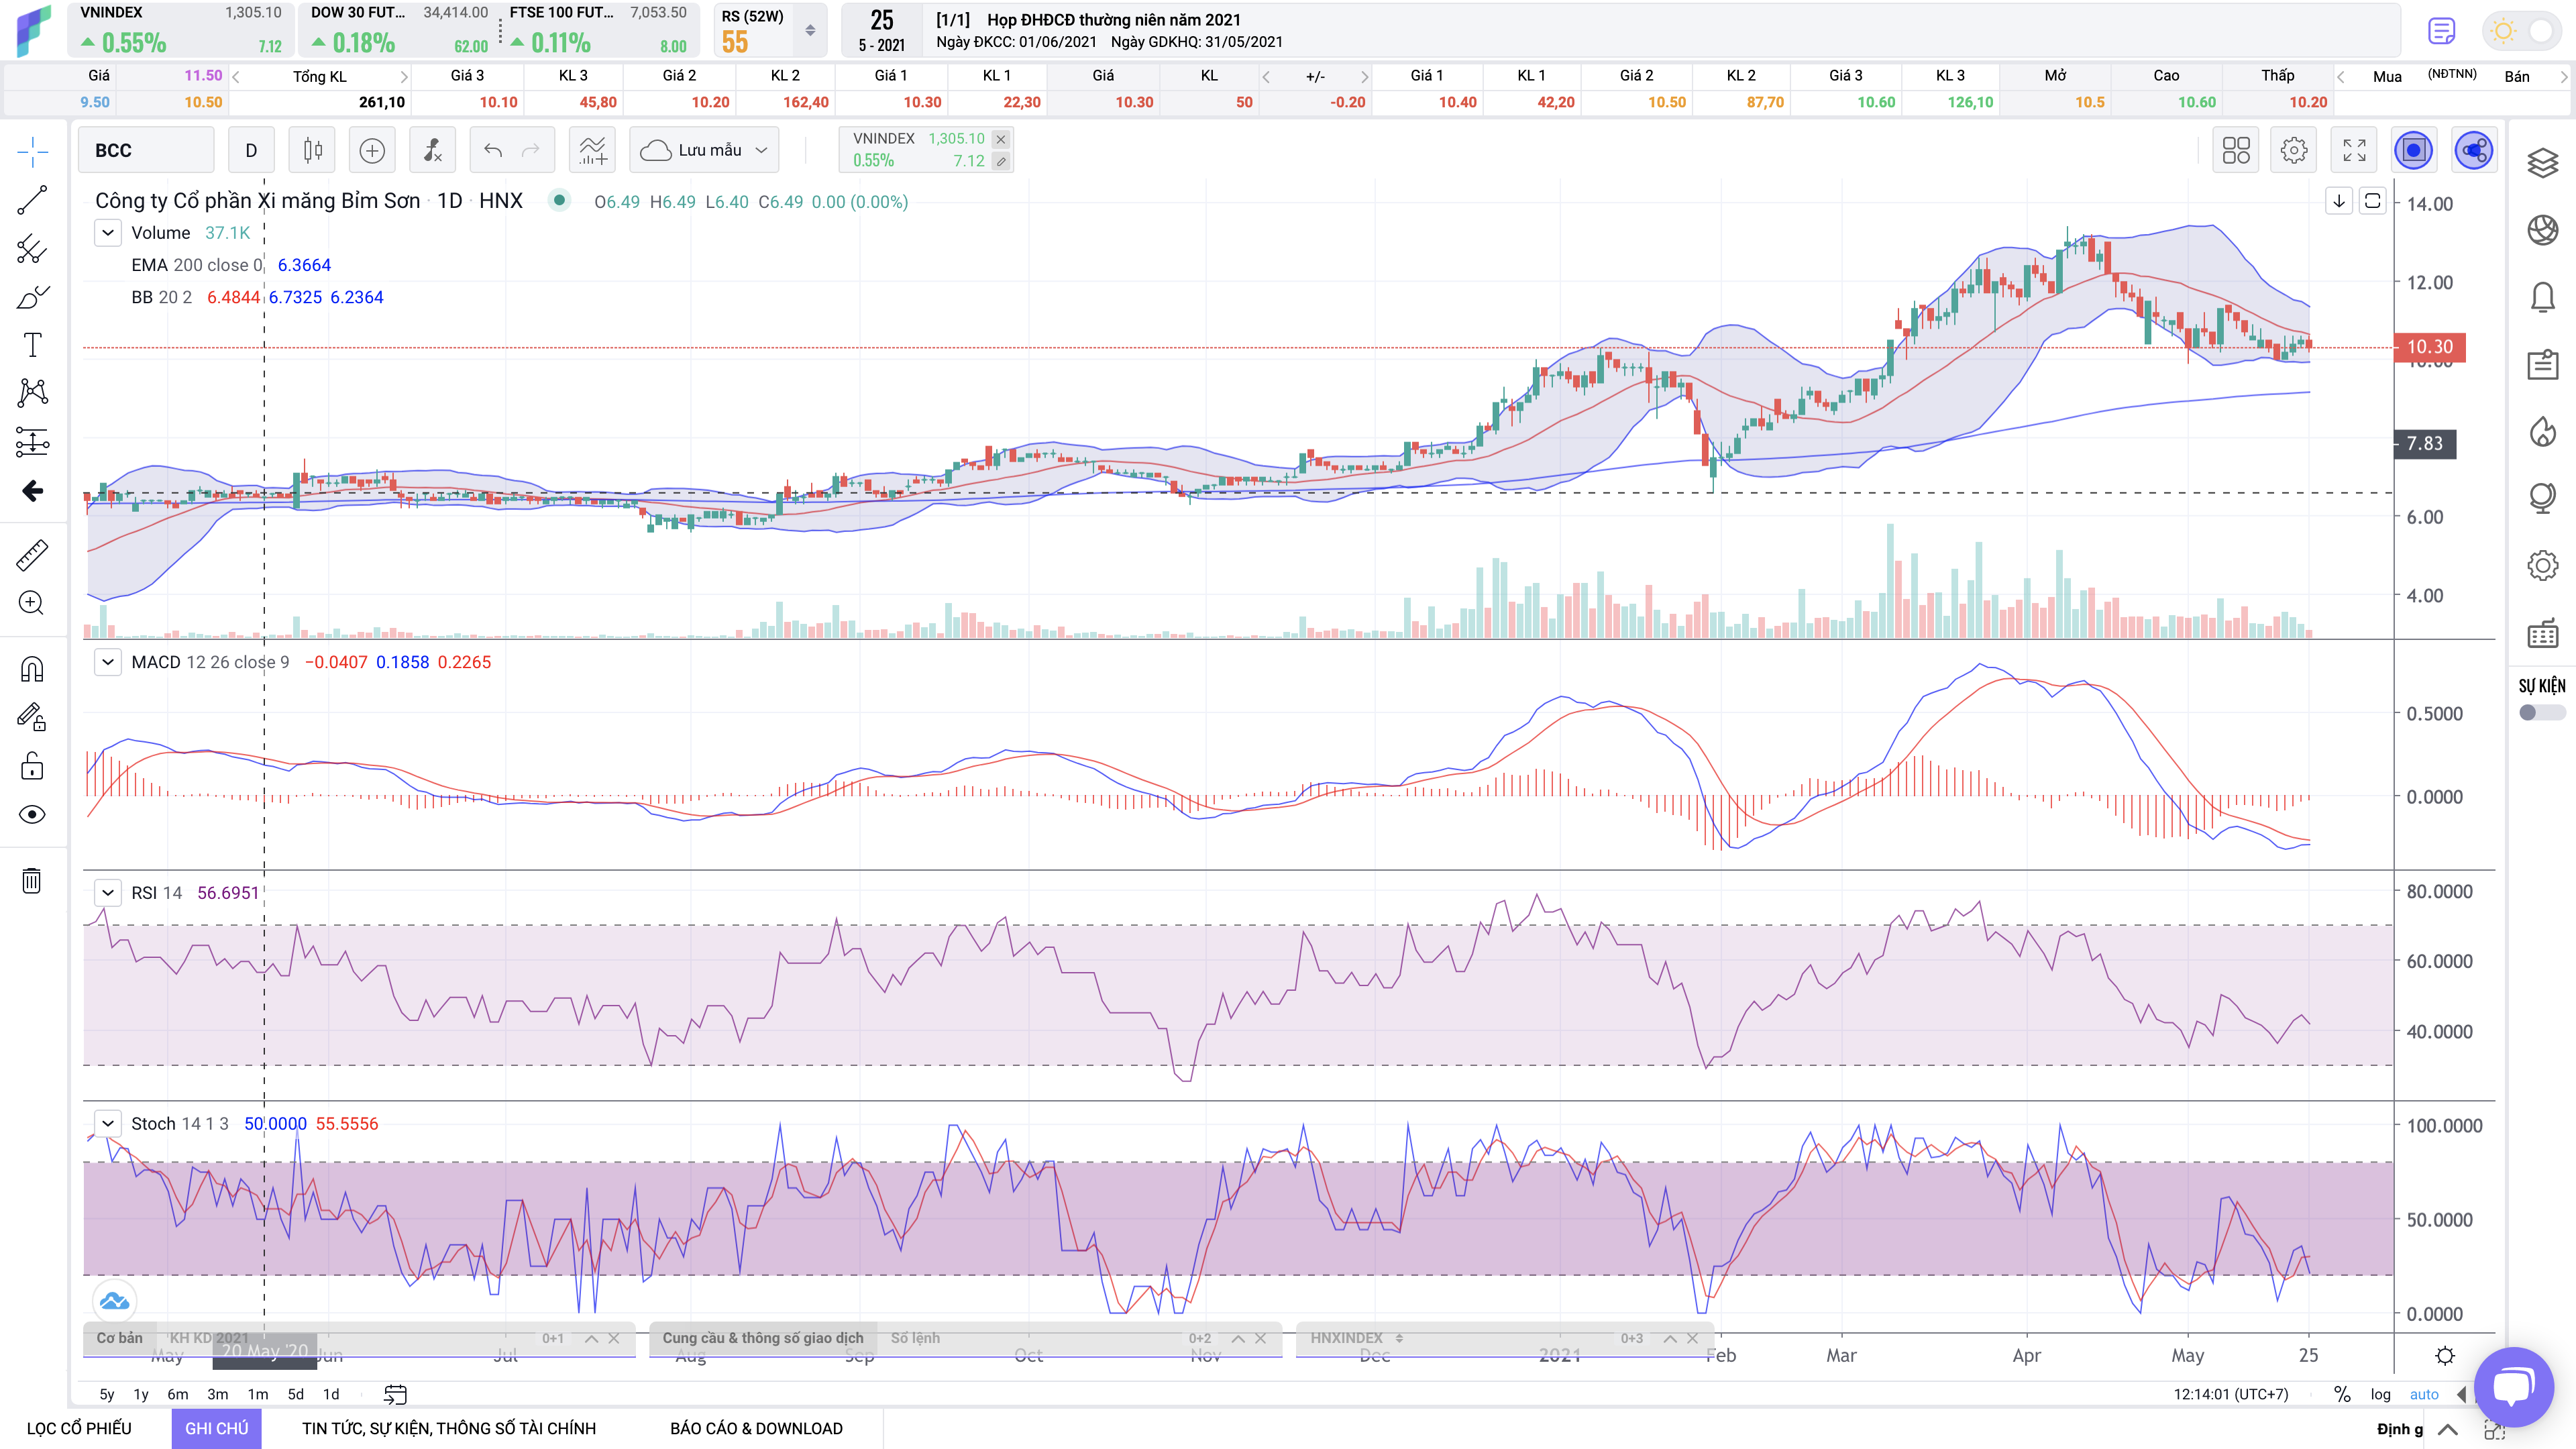 VNINDEX 1,305.10 DOW 30 FUT... 34,414.00 FTSE 100 FUT... 7,053.50 RS (52W) 25 [1/1] Họp ĐHĐCĐ thường niên năm 2021
0.55% 7.12 0.18% 62.00 0.11% 8.00 55 5 - 2021 Ngày ĐKCC: 01/06/2021 Ngày GDKHQ: 31/05/2021
Giá 11.50 Tổng KL Giá 3 KL 3 Giá 2 KL 2 Giá 1 KL 1 Giá KL +/- Giá 1 KL 1 Giá 2 KL 2 Giá 3 KL 3 Mở Cao Thấp Mua (NĐTNN) Bán
9.50 10.50 261,10 10.10 45,80 10.20 162,40 10.30 22,30 10.30 50 -0.20 10.40 42,20 10.50 87,70 10.60 126,10 10.5 10.60 10.20
BCC D Lưu mẫu VNINDEX 1,305.10
0.55% 7.12
Công ty Cổ phần Xi măng Bỉm Sơn · 1D · HNX O6.49 H6.49 L6.40 C6.49 0.00 (0.00%)
Volume 37.1K
EMA 200 close 0 6.3664
BB 20 2 6.4844 6.7325 6.2364
14.00
12.00
10.30
10.00
7.83
6.00
4.00
MACD 12 26 close 9 −0.0407 0.1858 0.2265
0.5000
0.0000
SỰ KIỆN
RSI 14 56.6951
80.0000
60.0000
40.0000
Stoch 14 1 3 50.0000 55.5556
100.0000
50.0000
0.0000
Cơ bản 'KH KD 2021 0+1 Cung cầu & thông số giao dịch Sổ lệnh 0+2 HNXINDEX 0+3
May 20 May '20 Jun Jul Aug Sep Oct Nov Dec 2021 Feb Mar Apr May 25
5y 1y 6m 3m 1m 5d 1d 12:14:01 (UTC+7) % log auto
LỌC CỔ PHIẾU GHI CHÚ TIN TỨC, SỰ KIỆN, THÔNG SỐ TÀI CHÍNH BÁO CÁO & DOWNLOAD Định g